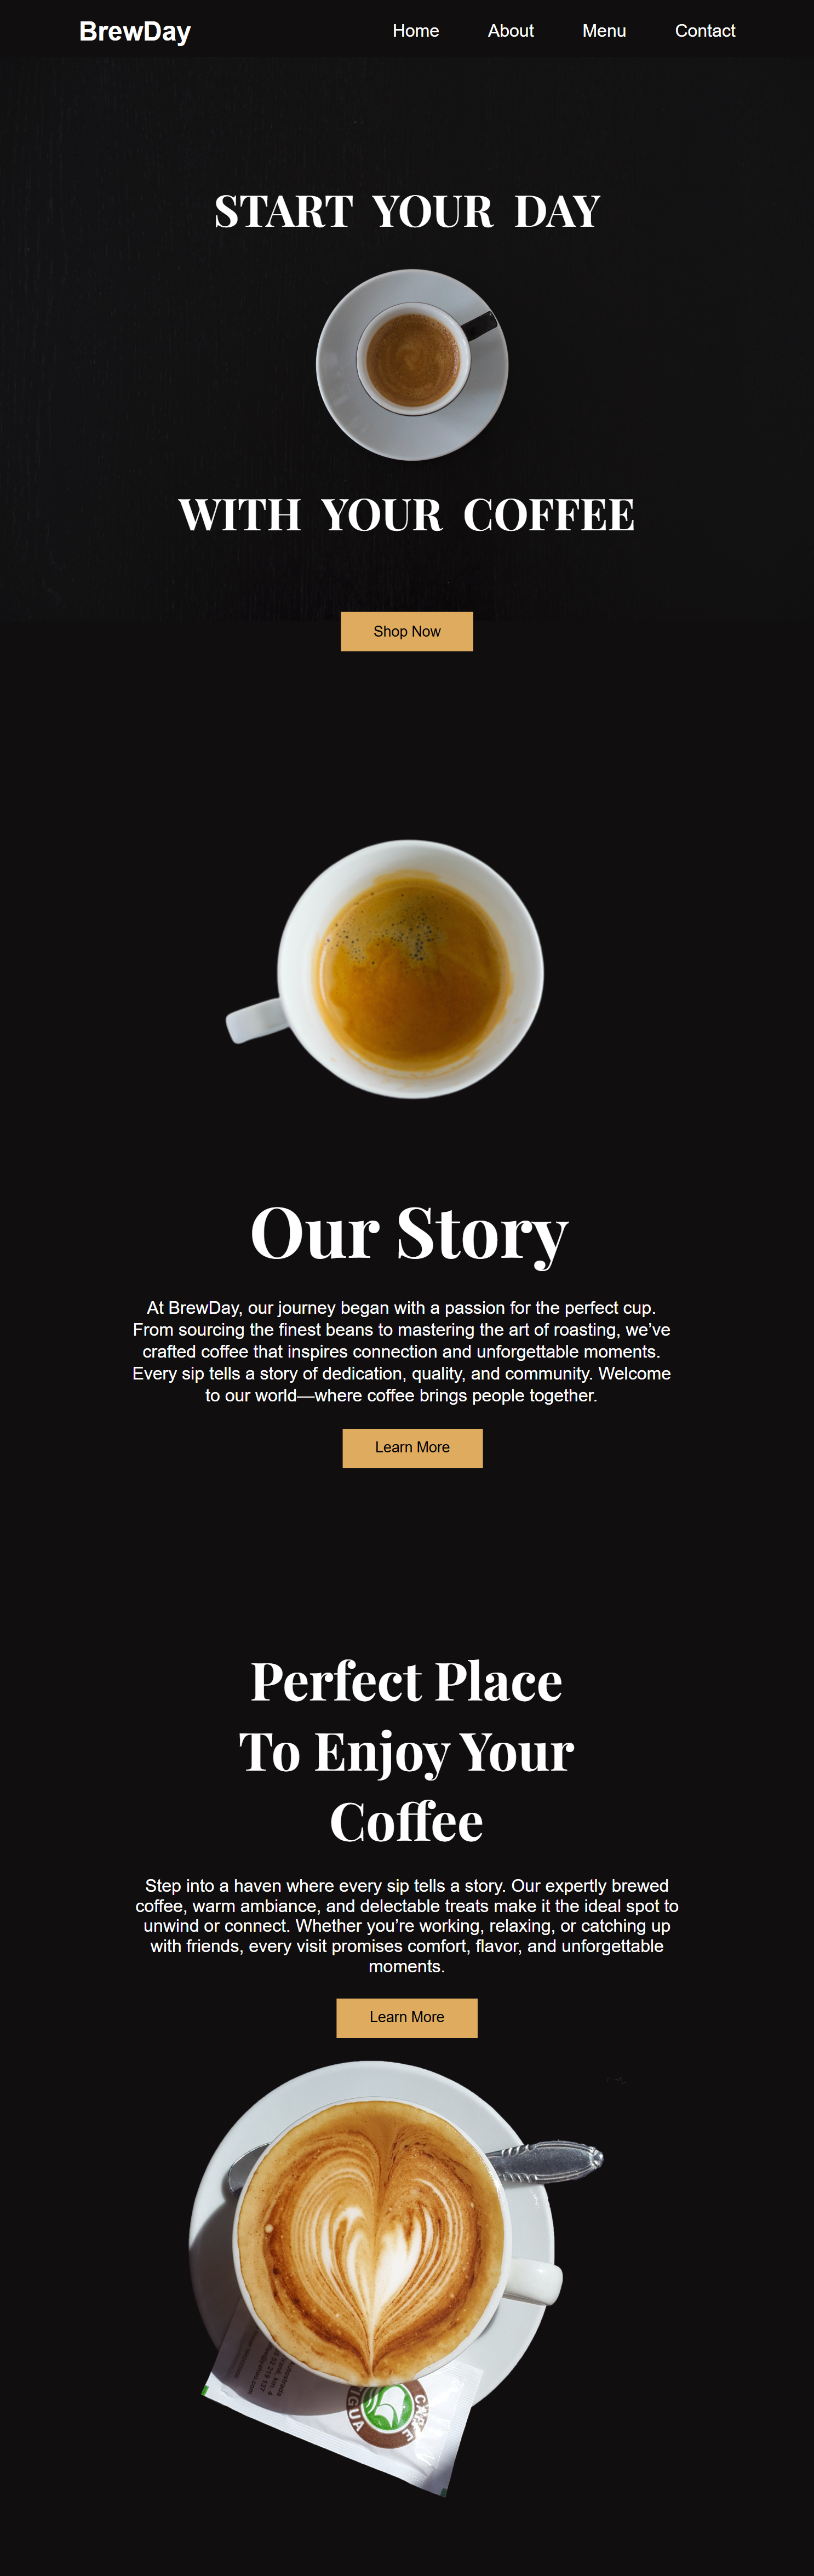 BrewDay
Home About Menu Contact
START YOUR DAY
WITH YOUR COFFEE
Shop Now
Our Story
At BrewDay, our journey began with a passion for the perfect cup.
From sourcing the finest beans to mastering the art of roasting, we’ve
crafted coffee that inspires connection and unforgettable moments.
Every sip tells a story of dedication, quality, and community. Welcome
to our world—where coffee brings people together.
Learn More
Perfect Place
To Enjoy Your
Coffee
Step into a haven where every sip tells a story. Our expertly brewed
coffee, warm ambiance, and delectable treats make it the ideal spot to
unwind or connect. Whether you’re working, relaxing, or catching up
with friends, every visit promises comfort, flavor, and unforgettable
moments.
Learn More